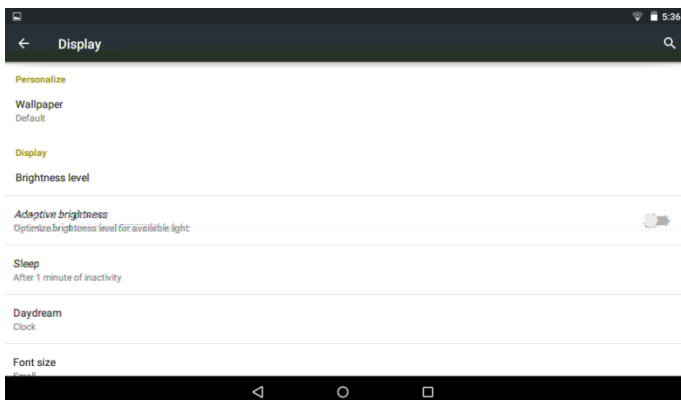 5:36
Display
Personalize
Wallpaper
Default
Display
Brightness level
Adaptive brightness
Optimize brightness level for available light
Sleep
After 1 minute of inactivity
Daydream
Clock
Font size
Small